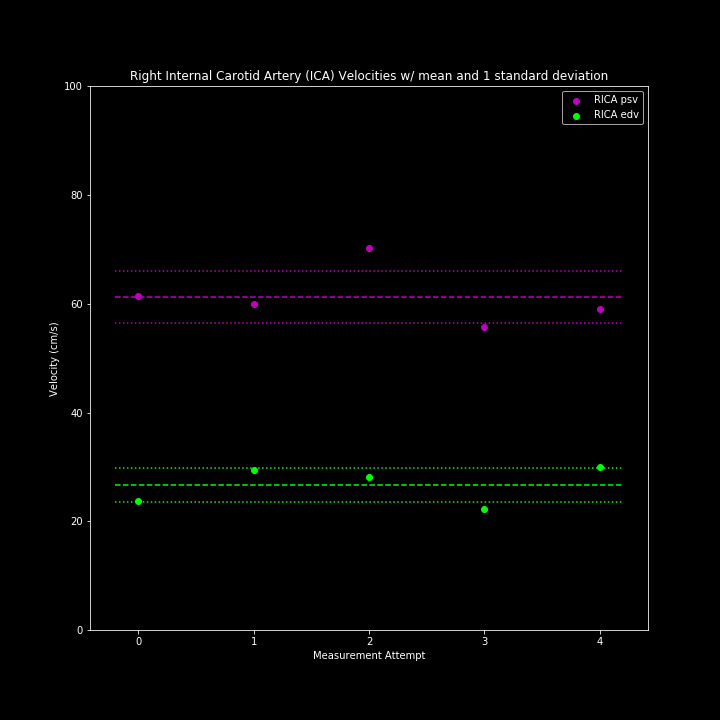 Right Internal Carotid Artery (ICA) Velocities w/ mean and 1 standard deviation
100
80
60
40
20
0
Velocity (cm/s)
RICA psv
RICA edv
0 1 2 3 4
Measurement Attempt